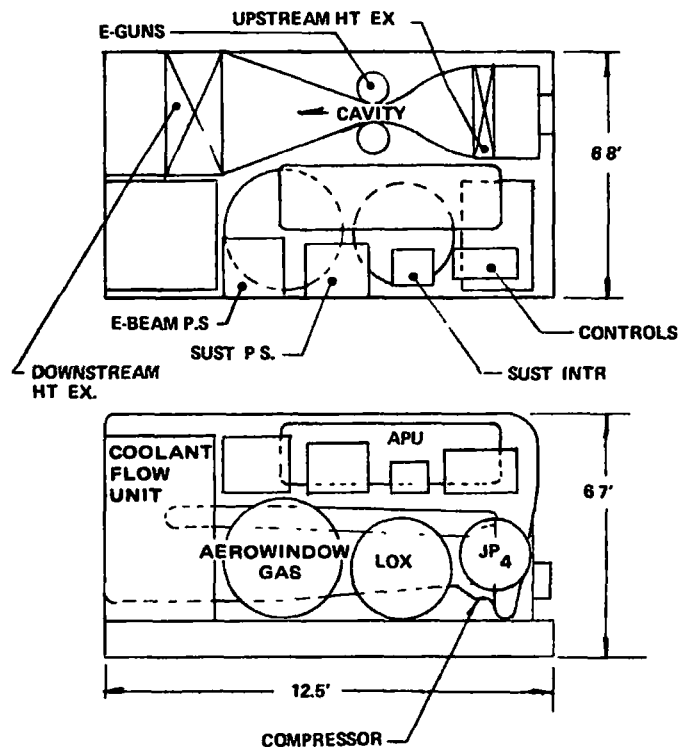 UPSTREAM HT EX
E-GUNS
CAVITY
6 8'
E-BEAM P.S
SUST P S.
CONTROLS
SUST INTR
DOWNSTREAM
HT EX.
APU
COOLANT
FLOW
UNIT
6 7'
AEROWINDOW
GAS
LOX
JP4
12.5'
COMPRESSOR